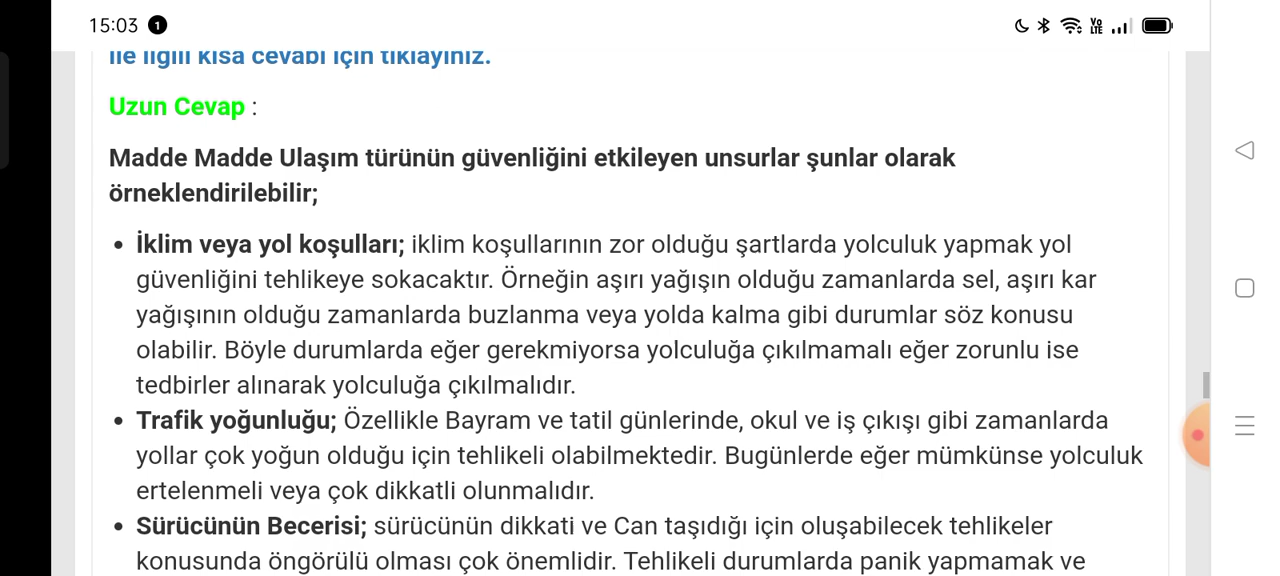 15:03 1
VO LTE
ile ilgili kısa cevabı için tıklayınız.
Uzun Cevap :
Madde Madde Ulaşım türünün güvenliğini etkileyen unsurlar şunlar olarak
örneklendirilebilir;
• İklim veya yol koşulları; iklim koşullarının zor olduğu şartlarda yolculuk yapmak yol
güvenliğini tehlikeye sokacaktır. Örneğin aşırı yağışın olduğu zamanlarda sel, aşırı kar
yağışının olduğu zamanlarda buzlanma veya yolda kalma gibi durumlar söz konusu
olabilir. Böyle durumlarda eğer gerekmiyorsa yolculuğa çıkılmamalı eğer zorunlu ise
tedbirler alınarak yolculuğa çıkılmalıdır.
• Trafik yoğunluğu; Özellikle Bayram ve tatil günlerinde, okul ve iş çıkışı gibi zamanlarda
yollar çok yoğun olduğu için tehlikeli olabilmektedir. Bugünlerde eğer mümkünse yolculuk
ertelenmeli veya çok dikkatli olunmalıdır.
• Sürücünün Becerisi; sürücünün dikkati ve Can taşıdığı için oluşabilecek tehlikeler
konusunda öngörülü olması çok önemlidir. Tehlikeli durumlarda panik yapmamak ve